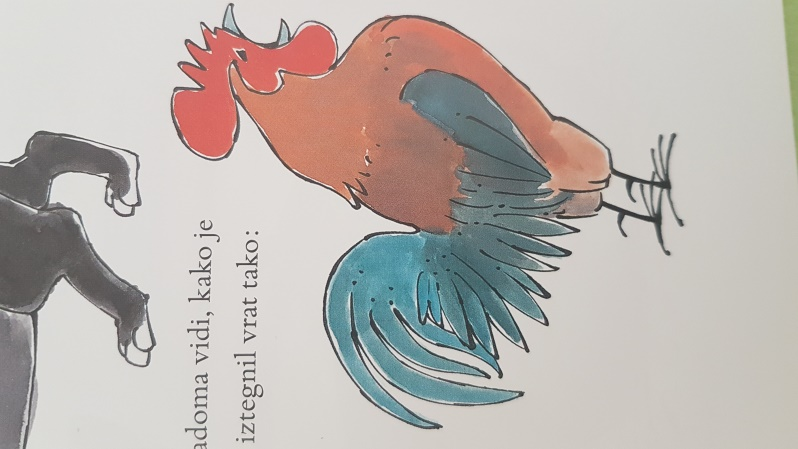 adoma vidi, kako je
iztegnil vrat tako: